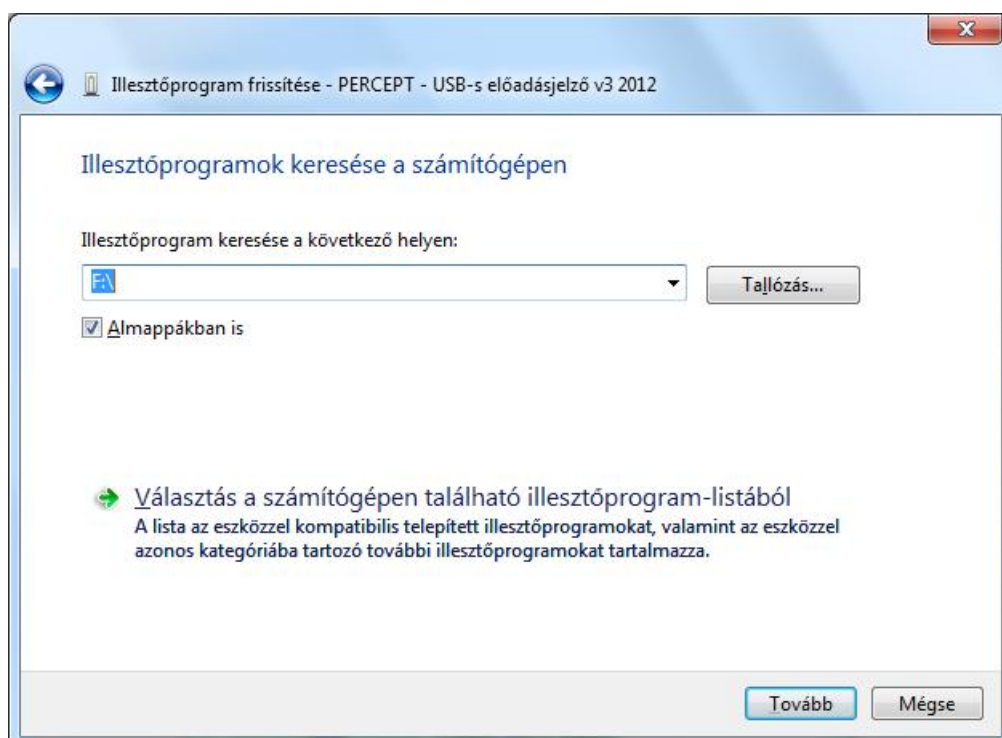 Illesztőprogram frissítése - PERCEPT - USB-s előadásjelző v3 2012
Illesztőprogramok keresése a számítógépen
Illesztőprogram keresése a következő helyen:
F:\
Tallózás...
Almappákban is
Választás a számítógépen található illesztőprogram-listából
A lista az eszközzel kompatibilis telepített illesztőprogramokat, valamint az eszközzel
azonos kategóriába tartozó további illesztőprogramokat tartalmazza.
Tovább
Mégse